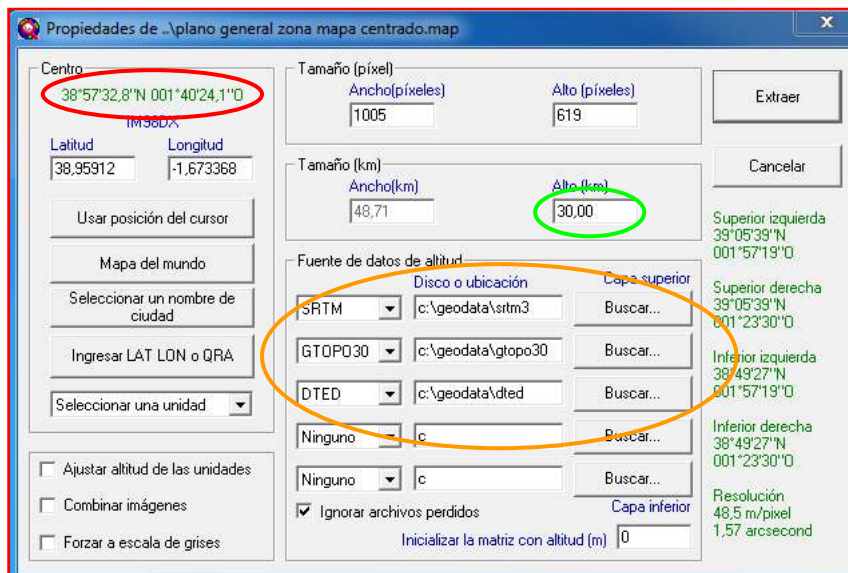 Propiedades de ..\plano general zona mapa centrado.map
x
Centro
38°57'32,8''N 001°40'24,1''O
IM98DX
Latitud Longitud
38,95912 -1,673368
Usar posición del cursor
Mapa del mundo
Seleccionar un nombre de
ciudad
Ingresar LAT LON o QRA
Seleccionar una unidad
Ajustar altitud de las unidades
Combinar imágenes
Forzar a escala de grises
Tamaño (píxel)
Ancho(píxeles) Alto (píxeles)
1005 619
Tamaño (km)
Ancho(km) Alto (km)
48,71 30,00
Fuente de datos de altitud
Disco o ubicación Capa superior
SRTM c:\geodata\srtm3 Buscar...
GTOPO30 c:\geodata\gtopo30 Buscar...
DTED c:\geodata\dted Buscar...
Ninguno c Buscar...
Ninguno c Buscar...
Ignorar archivos perdidos Capa inferior
Inicializar la matriz con altitud (m) 0
Extraer
Cancelar
Superior izquierda
39°05'39''N
001°57'19''O
Superior derecha
39°05'39''N
001°23'30''O
Inferior izquierda
38°49'27''N
001°57'19''O
Inferior derecha
38°49'27''N
001°23'30''O
Resolución
48,5 m/pixel
1,57 arcsecond